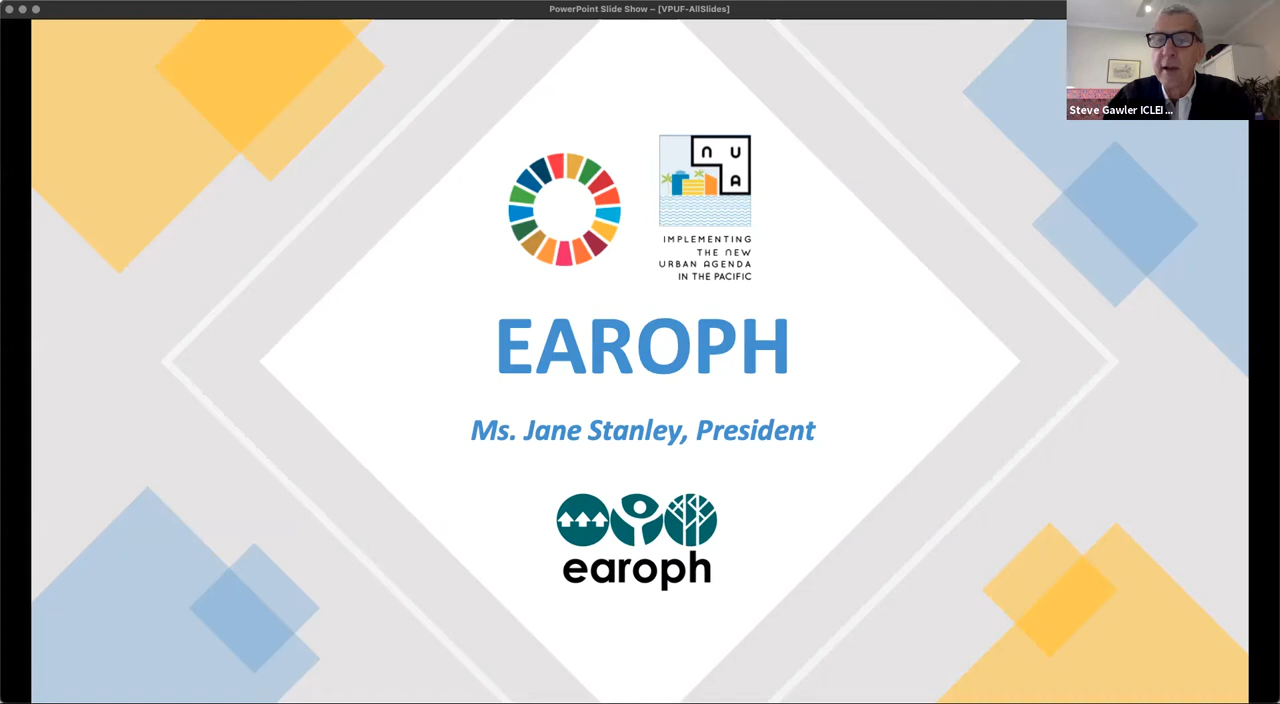 PowerPoint Slide Show – [VPUF-AllSlides]
Steve Gawler ICLEI ...
NUA
IMPLEMENTING
THE NEW
URBAN AGENDA
IN THE PACIFIC
EAROPH
Ms. Jane Stanley, President
earoph